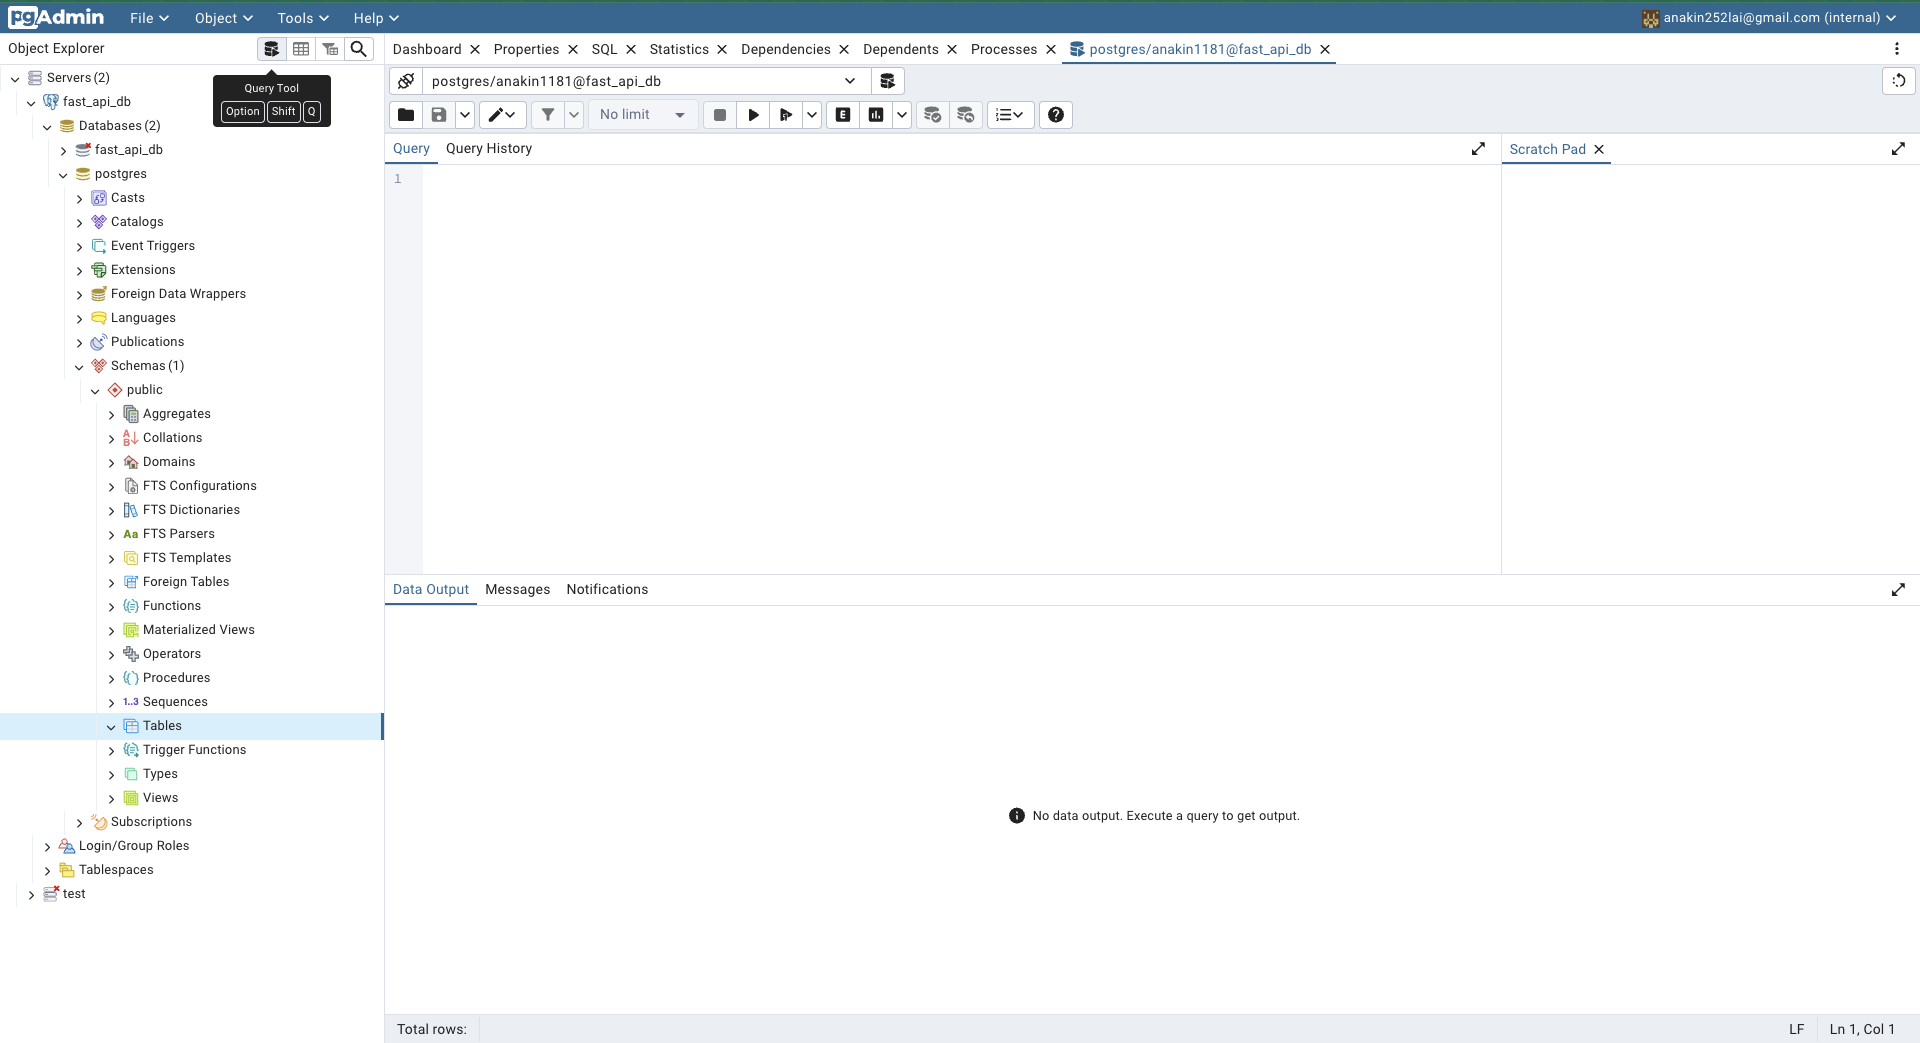 pgAdmin File Object Tools Help anakin252lai@gmail.com (internal)
Object Explorer
Dashboard Properties SQL Statistics Dependencies Dependents Processes postgres/anakin1181@fast_api_db
Servers (2)
Query Tool
Option Shift Q
fast_api_db
Databases (2)
fast_api_db
postgres
Casts
Catalogs
Event Triggers
Extensions
Foreign Data Wrappers
Languages
Publications
Schemas (1)
public
Aggregates
Collations
Domains
FTS Configurations
FTS Dictionaries
Aa FTS Parsers
FTS Templates
Foreign Tables
Functions
Materialized Views
Operators
Procedures
1..3 Sequences
Tables
Trigger Functions
Types
Views
Subscriptions
Login/Group Roles
Tablespaces
test
postgres/anakin1181@fast_api_db
No limit E
Query Query History
1
Scratch Pad
Data Output Messages Notifications
No data output. Execute a query to get output.
Total rows: LF Ln 1, Col 1